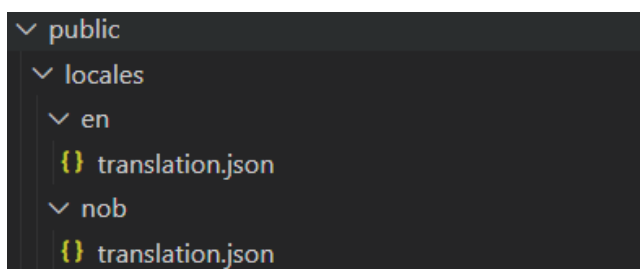 public
locales
en
{} translation.json
nob
{} translation.json